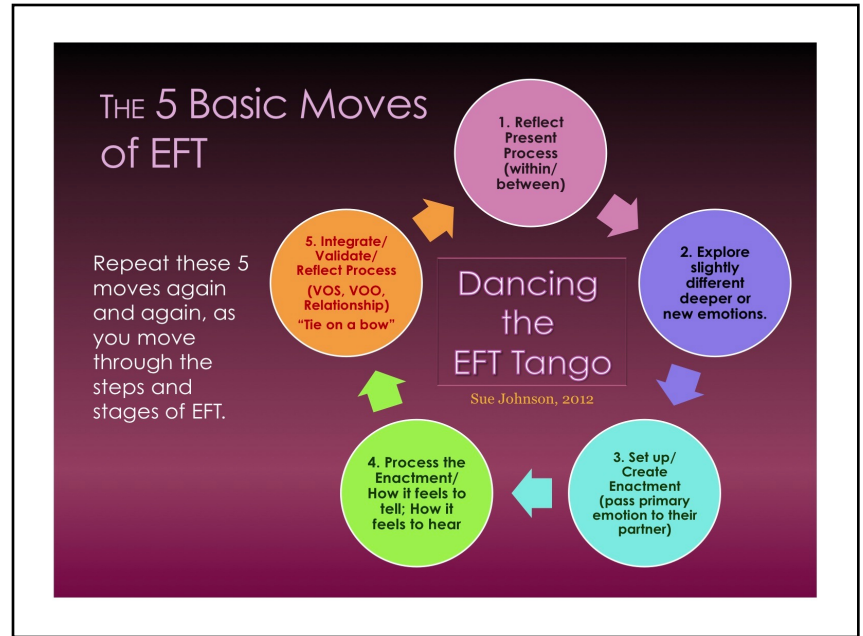 THE 5 Basic Moves
of EFT
Repeat these 5
moves again
and again, as
you move
through the
steps and
stages of EFT.
1. Reflect
Present
Process
(within/
between)
2. Explore
slightly
different
deeper or
new emotions.
3. Set up/
Create
Enactment
(pass primary
emotion to their
partner)
4. Process the
Enactment/
How it feels to
tell; How it
feels to hear
5. Integrate/
Validate/
Reflect Process
(VOS, VOO,
Relationship)
“Tie on a bow”
Dancing
the
EFT Tango
Sue Johnson, 2012